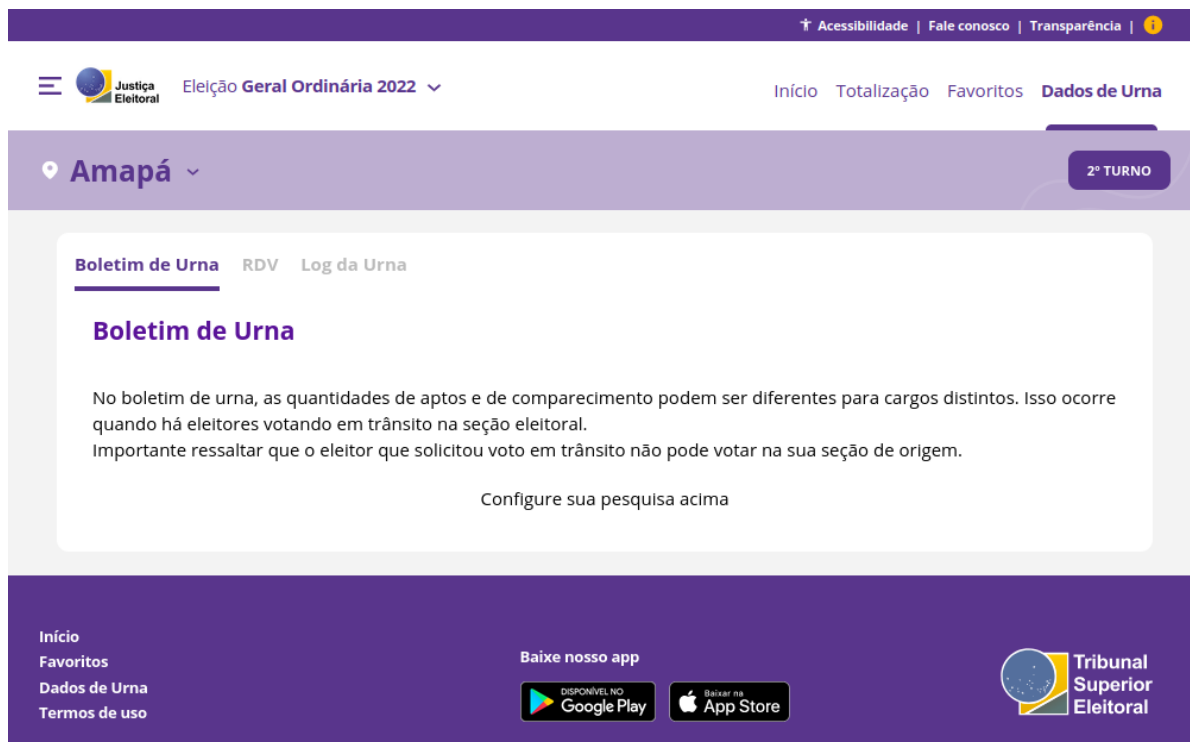 Acessibilidade | Fale conosco | Transparência | i
Justiça
Eleitoral
Eleição Geral Ordinária 2022
Início Totalização Favoritos Dados de Urna
Amapá
2º TURNO
Boletim de Urna RDV Log da Urna
Boletim de Urna
No boletim de urna, as quantidades de aptos e de comparecimento podem ser diferentes para cargos distintos. Isso ocorre
quando há eleitores votando em trânsito na seção eleitoral.
Importante ressaltar que o eleitor que solicitou voto em trânsito não pode votar na sua seção de origem.
Configure sua pesquisa acima
Início
Favoritos
Dados de Urna
Termos de uso
Baixe nosso app
DISPONÍVEL NO
Google Play
Baixar na
App Store
Tribunal
Superior
Eleitoral